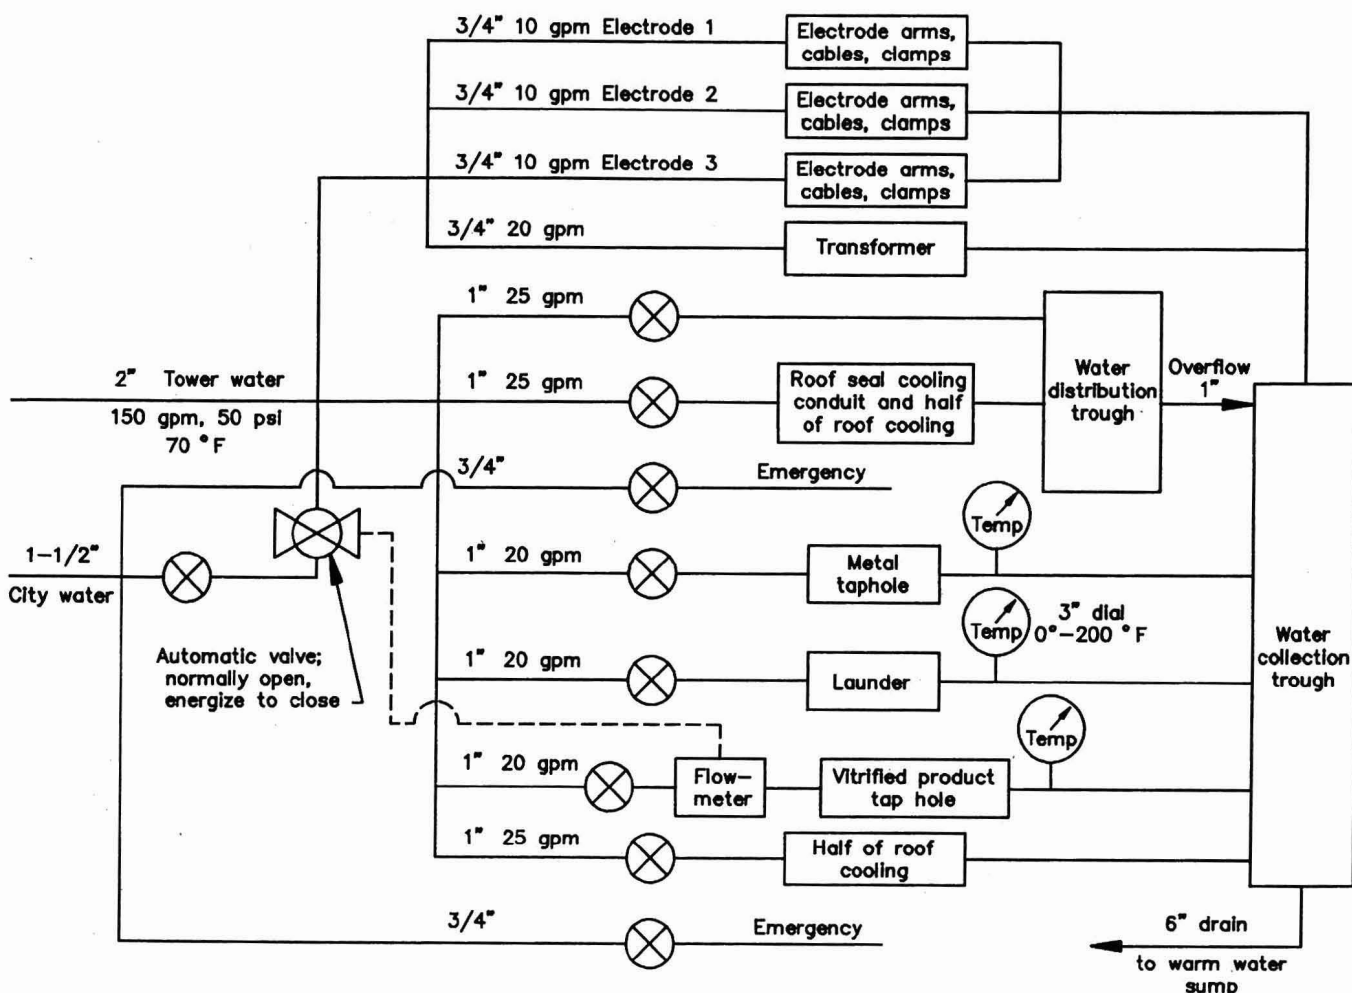 3/4" 10 gpm Electrode 1
Electrode arms,
cables, clamps
3/4" 10 gpm Electrode 2
Electrode arms,
cables, clamps
3/4" 10 gpm Electrode 3
Electrode arms,
cables, clamps
3/4" 20 gpm
Transformer
1" 25 gpm
2" Tower water
150 gpm, 50 psi
70 °F
1" 25 gpm
Roof seal cooling
conduit and half
of roof cooling
Water
distribution
trough
Overflow
1"
3/4"
Emergency
Temp
1-1/2"
City water
1" 20 gpm
Metal
taphole
Temp
3" dial
0°-200 °F
Water
collection
trough
Automatic valve;
normally open,
energize to close
1" 20 gpm
Launder
Temp
1" 20 gpm
Flow-
meter
Vitrified product
tap hole
1" 25 gpm
Half of roof
cooling
3/4"
Emergency
6" drain
to warm water
sump